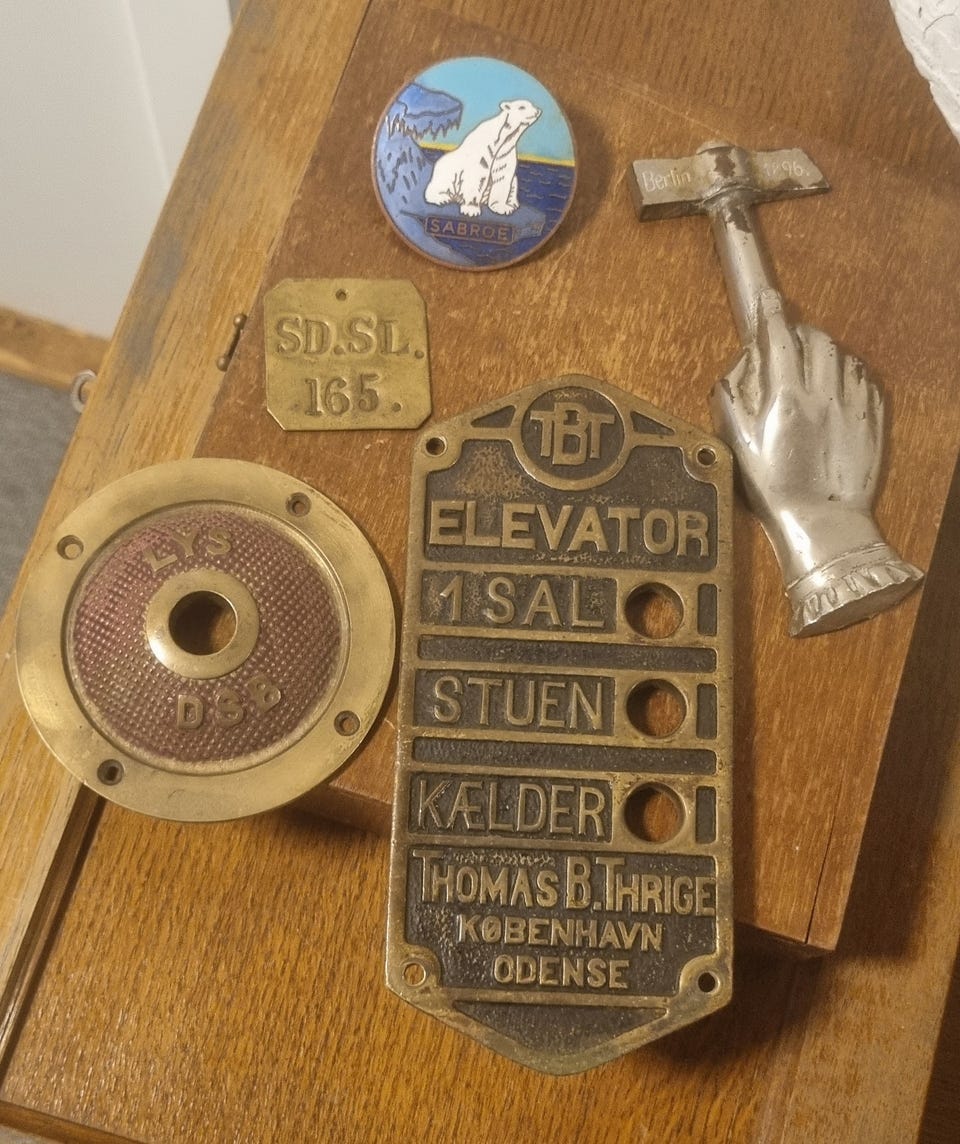 SABROE
Berlin 1896.
SD.SL.
165.
TBT
ELEVATOR
1 SAL
STUEN
KÆLDER
THOMAS B. THRIGE
KØBENHAVN
ODENSE
LYS
DSB